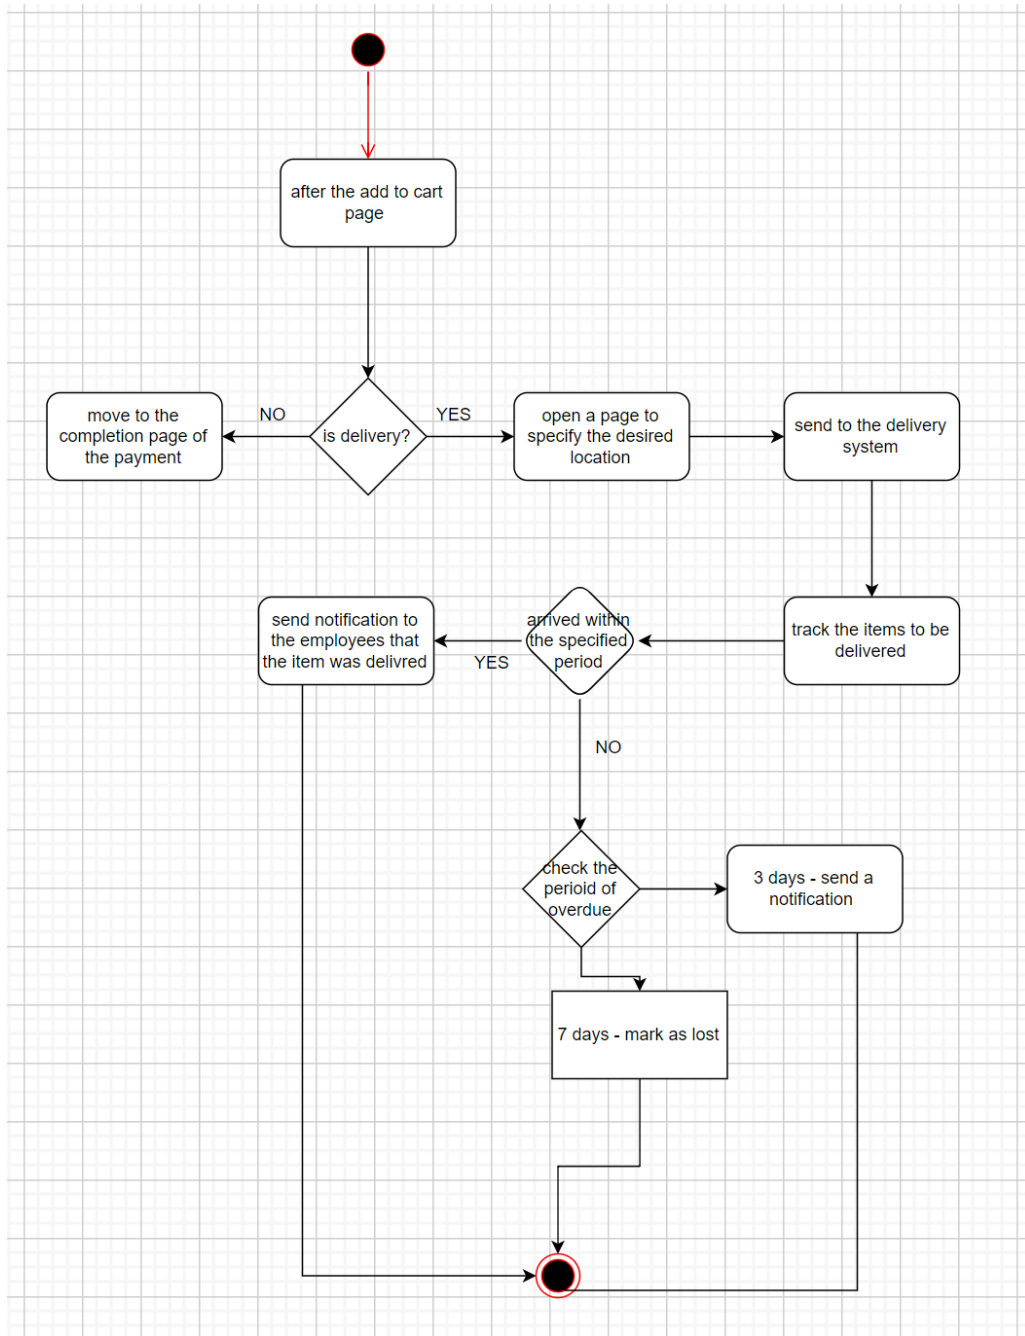 after the add to cart
page
move to the
completion page of
the payment
NO
is delivery?
YES
open a page to
specify the desired
location
send to the delivery
system
send notification to
the employees that
the item was delivred
YES
arrived within
the specified
period
track the items to be
delivered
NO
check the
perioid of
overdue
3 days - send a
notification
7 days - mark as lost